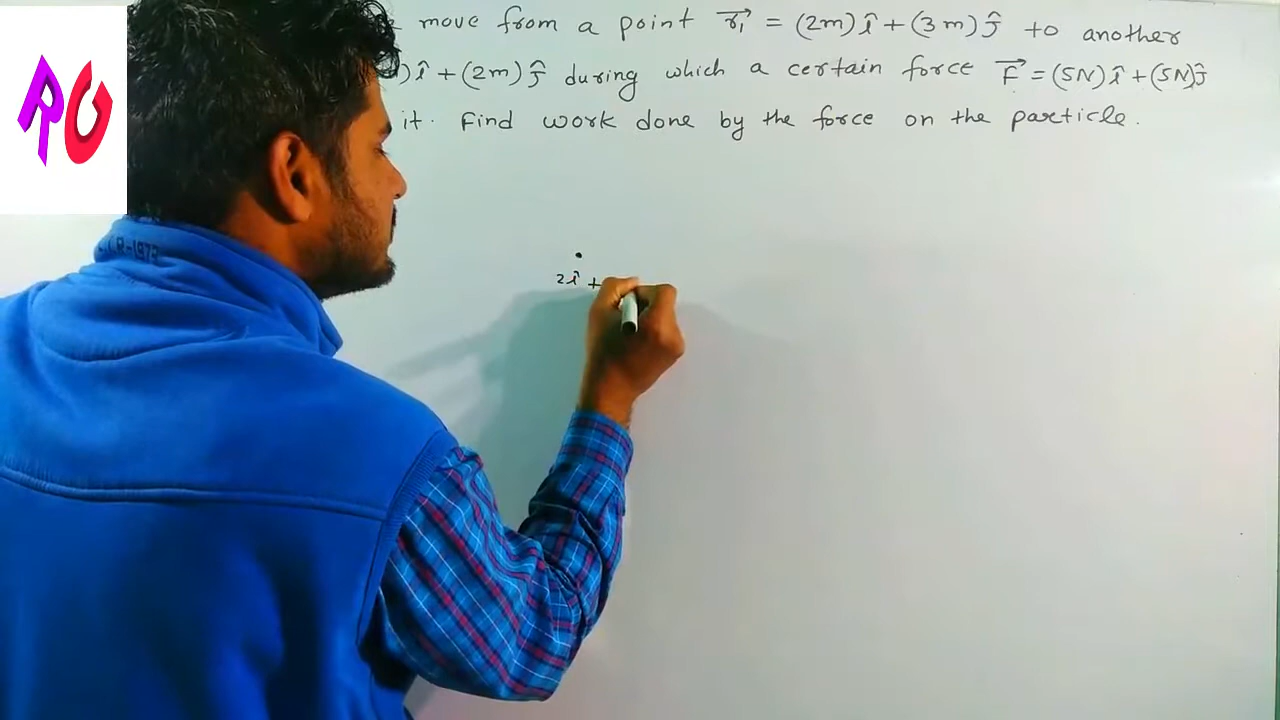 move from a point r₁⃗ = (2m)î + (3m)ĵ to another
)î + (2m)ĵ during which a certain force F⃗ = (5N)î + (5N)ĵ
it. Find work done by the force on the particle.
2î +